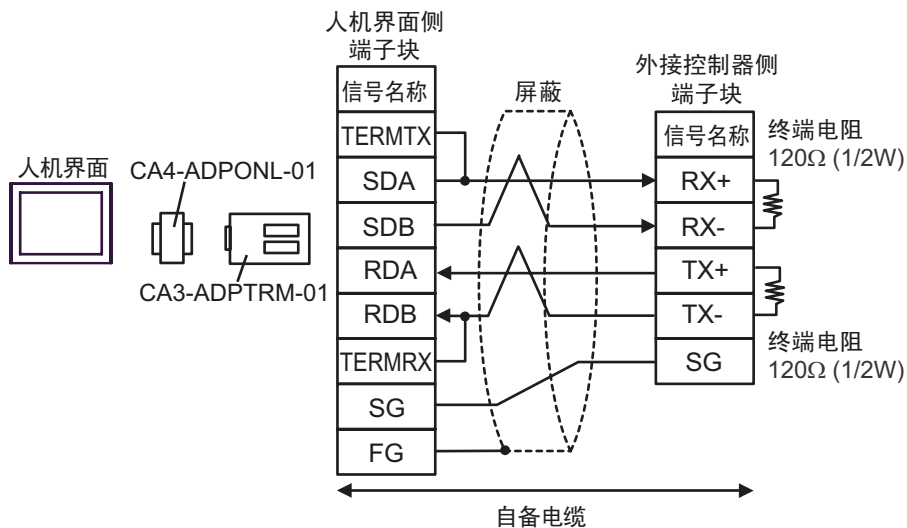 人机界面
CA4-ADPONL-01
CA3-ADPTRM-01
人机界面侧
端子块
信号名称
TERMTX
SDA
SDB
RDA
RDB
TERMRX
SG
FG
屏蔽
外接控制器侧
端子块
信号名称
RX+
RX-
TX+
TX-
SG
终端电阻
120Ω (1/2W)
终端电阻
120Ω (1/2W)
自备电缆